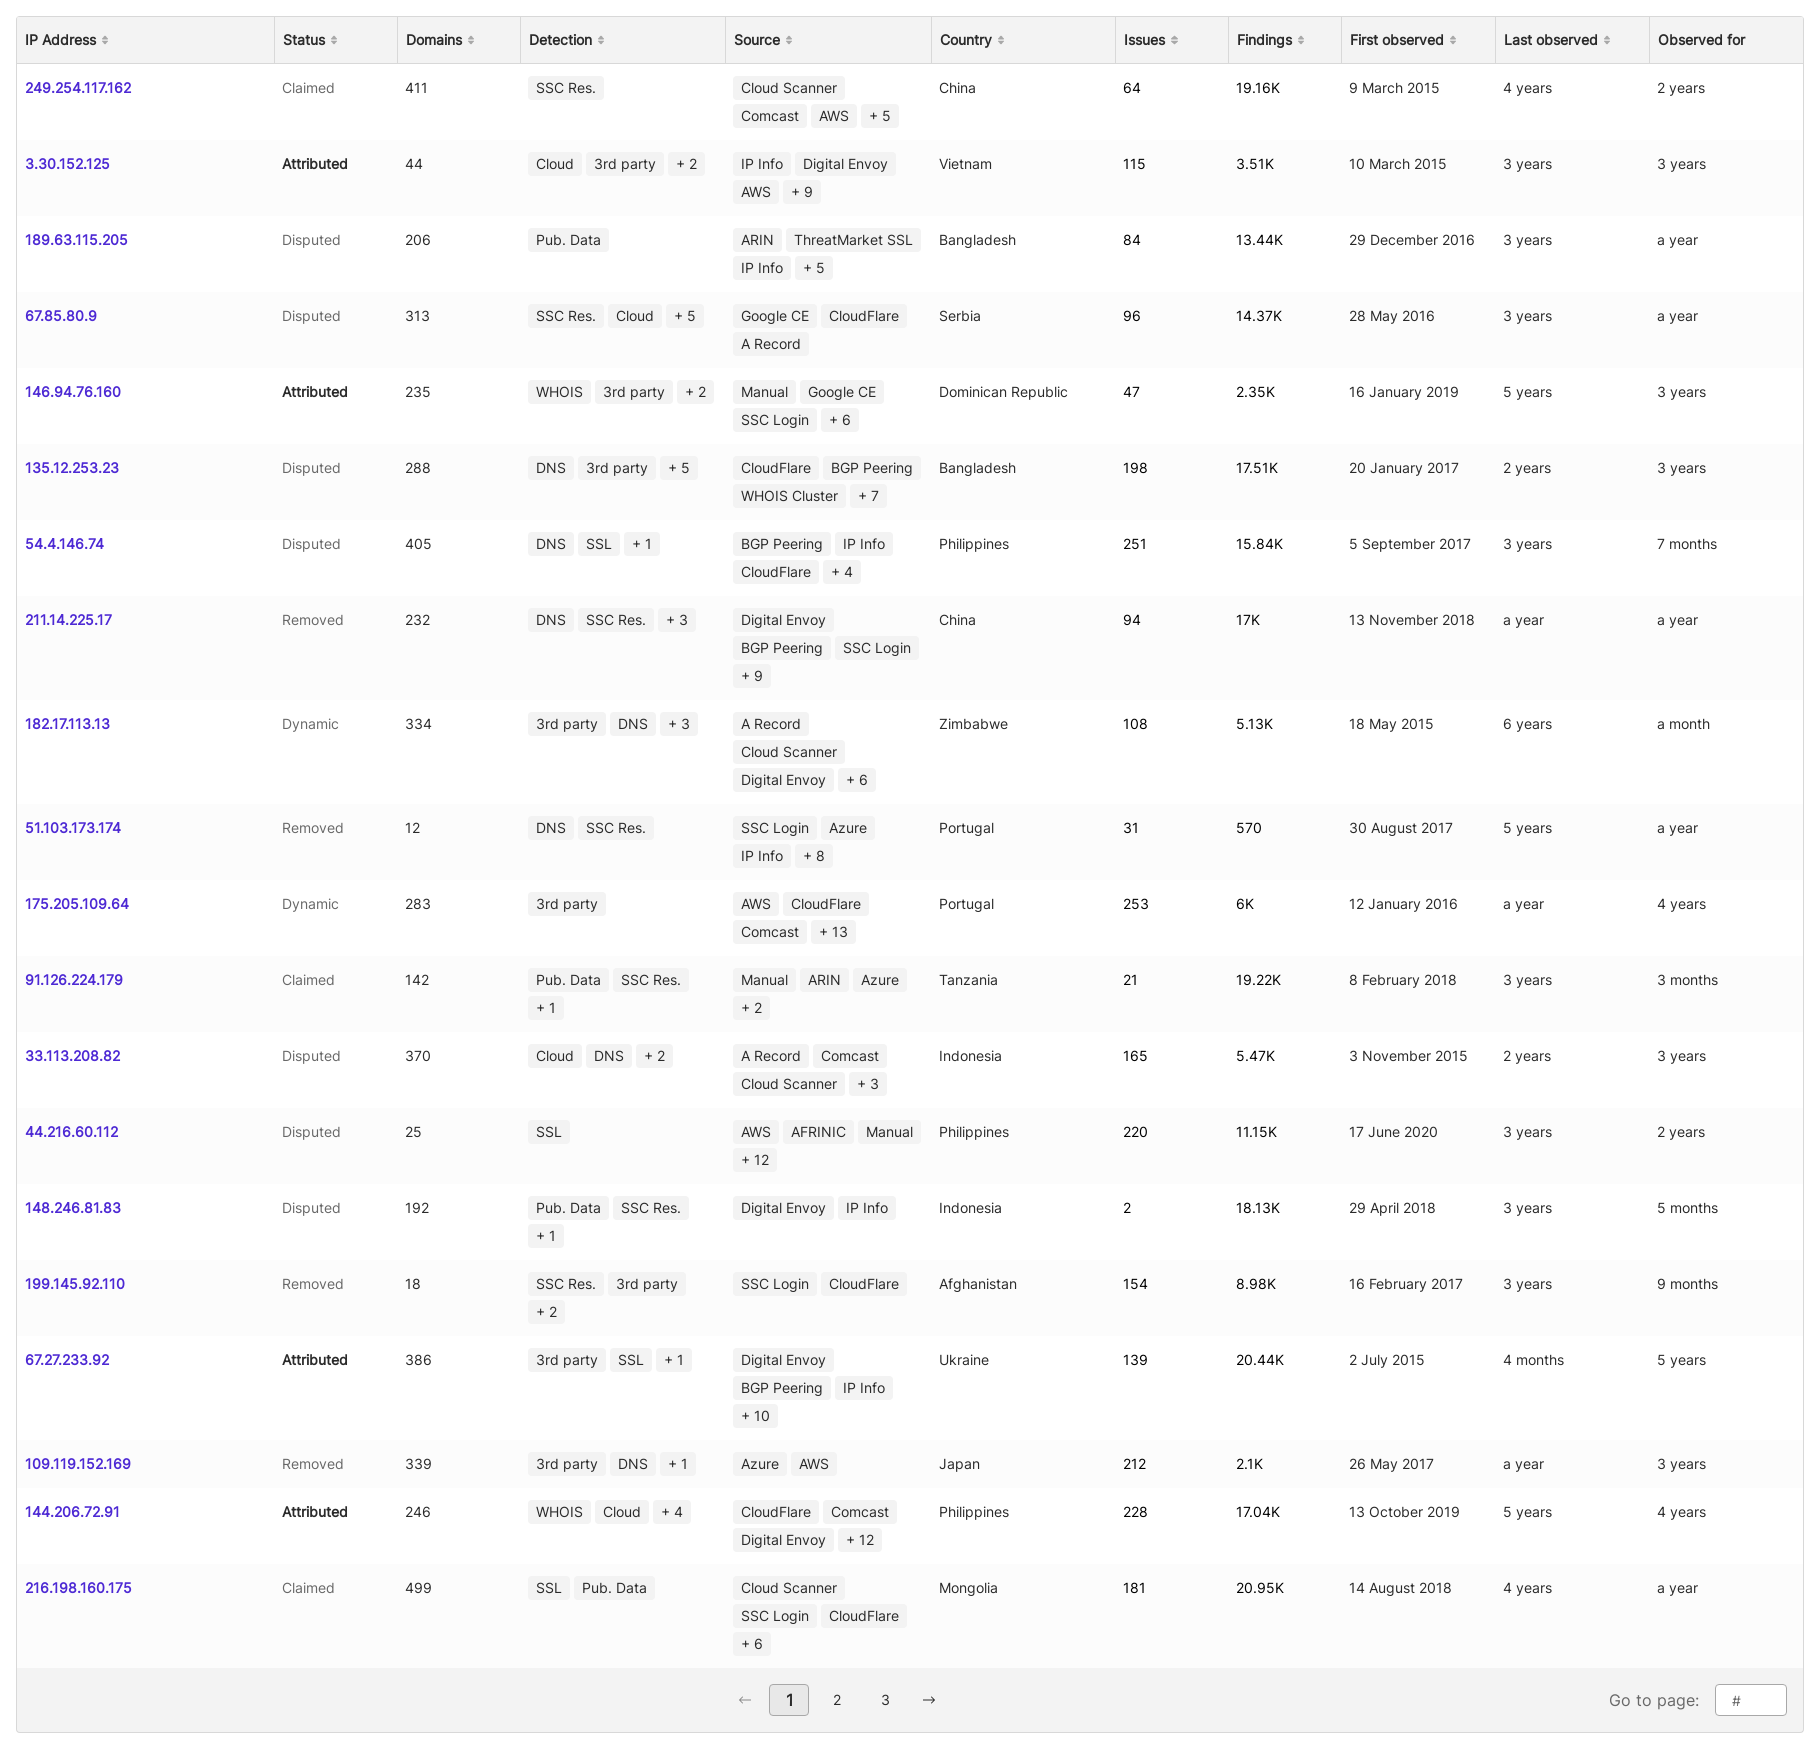 IP Address Status Domains Detection Source Country Issues Findings First observed Last observed Observed for
249.254.117.162 Claimed 411 SSC Res. Cloud Scanner China 64 19.16K 9 March 2015 4 years 2 years
Comcast AWS + 5
3.30.152.125 Attributed 44 Cloud 3rd party + 2 IP Info Digital Envoy Vietnam 115 3.51K 10 March 2015 3 years 3 years
AWS + 9
189.63.115.205 Disputed 206 Pub. Data ARIN ThreatMarket SSL Bangladesh 84 13.44K 29 December 2016 3 years a year
IP Info + 5
67.85.80.9 Disputed 313 SSC Res. Cloud + 5 Google CE CloudFlare Serbia 96 14.37K 28 May 2016 3 years a year
A Record
146.94.76.160 Attributed 235 WHOIS 3rd party + 2 Manual Google CE Dominican Republic 47 2.35K 16 January 2019 5 years 3 years
SSC Login + 6
135.12.253.23 Disputed 288 DNS 3rd party + 5 CloudFlare BGP Peering Bangladesh 198 17.51K 20 January 2017 2 years 3 years
WHOIS Cluster + 7
54.4.146.74 Disputed 405 DNS SSL + 1 BGP Peering IP Info Philippines 251 15.84K 5 September 2017 3 years 7 months
CloudFlare + 4
211.14.225.17 Removed 232 DNS SSC Res. + 3 Digital Envoy China 94 17K 13 November 2018 a year a year
BGP Peering SSC Login
+ 9
182.17.113.13 Dynamic 334 3rd party DNS + 3 A Record Zimbabwe 108 5.13K 18 May 2015 6 years a month
Cloud Scanner
Digital Envoy + 6
51.103.173.174 Removed 12 DNS SSC Res. SSC Login Azure Portugal 31 570 30 August 2017 5 years a year
IP Info + 8
175.205.109.64 Dynamic 283 3rd party AWS CloudFlare Portugal 253 6K 12 January 2016 a year 4 years
Comcast + 13
91.126.224.179 Claimed 142 Pub. Data SSC Res. Manual ARIN Azure Tanzania 21 19.22K 8 February 2018 3 years 3 months
+ 1 + 2
33.113.208.82 Disputed 370 Cloud DNS + 2 A Record Comcast Indonesia 165 5.47K 3 November 2015 2 years 3 years
Cloud Scanner + 3
44.216.60.112 Disputed 25 SSL AWS AFRINIC Manual Philippines 220 11.15K 17 June 2020 3 years 2 years
+ 12
148.246.81.83 Disputed 192 Pub. Data SSC Res. Digital Envoy IP Info Indonesia 2 18.13K 29 April 2018 3 years 5 months
+ 1
199.145.92.110 Removed 18 SSC Res. 3rd party SSC Login CloudFlare Afghanistan 154 8.98K 16 February 2017 3 years 9 months
+ 2
67.27.233.92 Attributed 386 3rd party SSL + 1 Digital Envoy Ukraine 139 20.44K 2 July 2015 4 months 5 years
BGP Peering IP Info
+ 10
109.119.152.169 Removed 339 3rd party DNS + 1 Azure AWS Japan 212 2.1K 26 May 2017 a year 3 years
144.206.72.91 Attributed 246 WHOIS Cloud + 4 CloudFlare Comcast Philippines 228 17.04K 13 October 2019 5 years 4 years
Digital Envoy + 12
216.198.160.175 Claimed 499 SSL Pub. Data Cloud Scanner Mongolia 181 20.95K 14 August 2018 4 years a year
SSC Login CloudFlare
+ 6
← 1 2 3 → Go to page: #